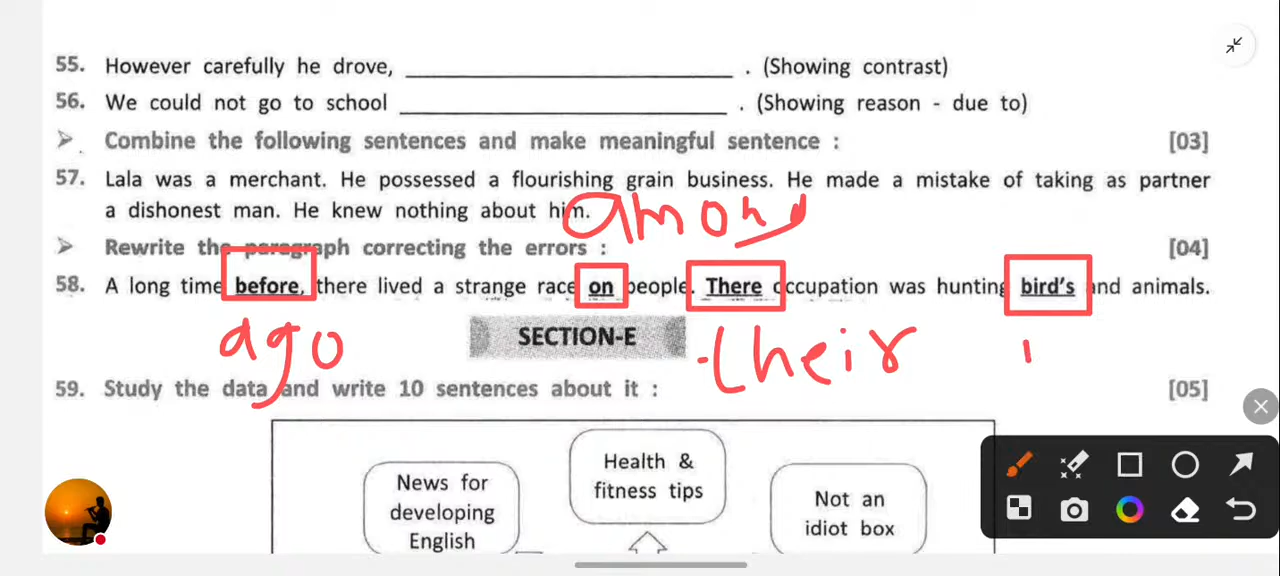 55. However carefully he drove, ______________________ . (Showing contrast)
56. We could not go to school ______________________ . (Showing reason - due to)
➢ Combine the following sentences and make meaningful sentence : [03]
57. Lala was a merchant. He possessed a flourishing grain business. He made a mistake of taking as partner
a dishonest man. He knew nothing about him.
among
➢ Rewrite the paragraph correcting the errors : [04]
58. A long time before, there lived a strange race on people. There occupation was hunting bird's and animals.
ago
their
SECTION-E
59. Study the data and write 10 sentences about it : [05]
News for
developing
English
Health &
fitness tips
Not an
idiot box